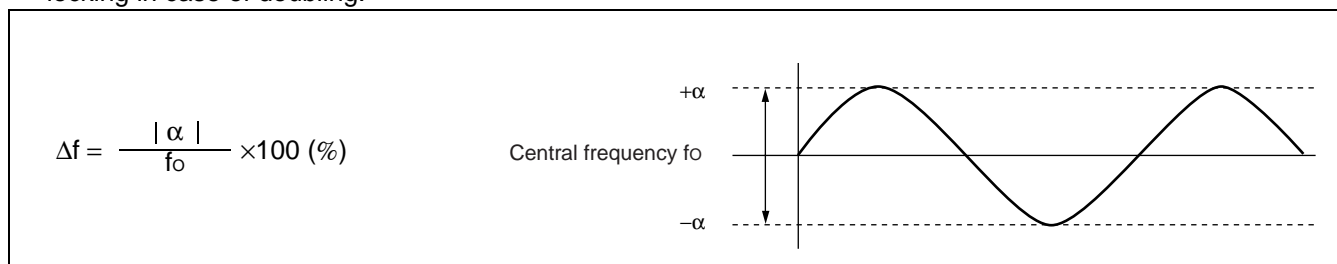 locking in case of doubling.
+α
| α |
Δf = ×100 (%)
fo
Central frequency fo
−α